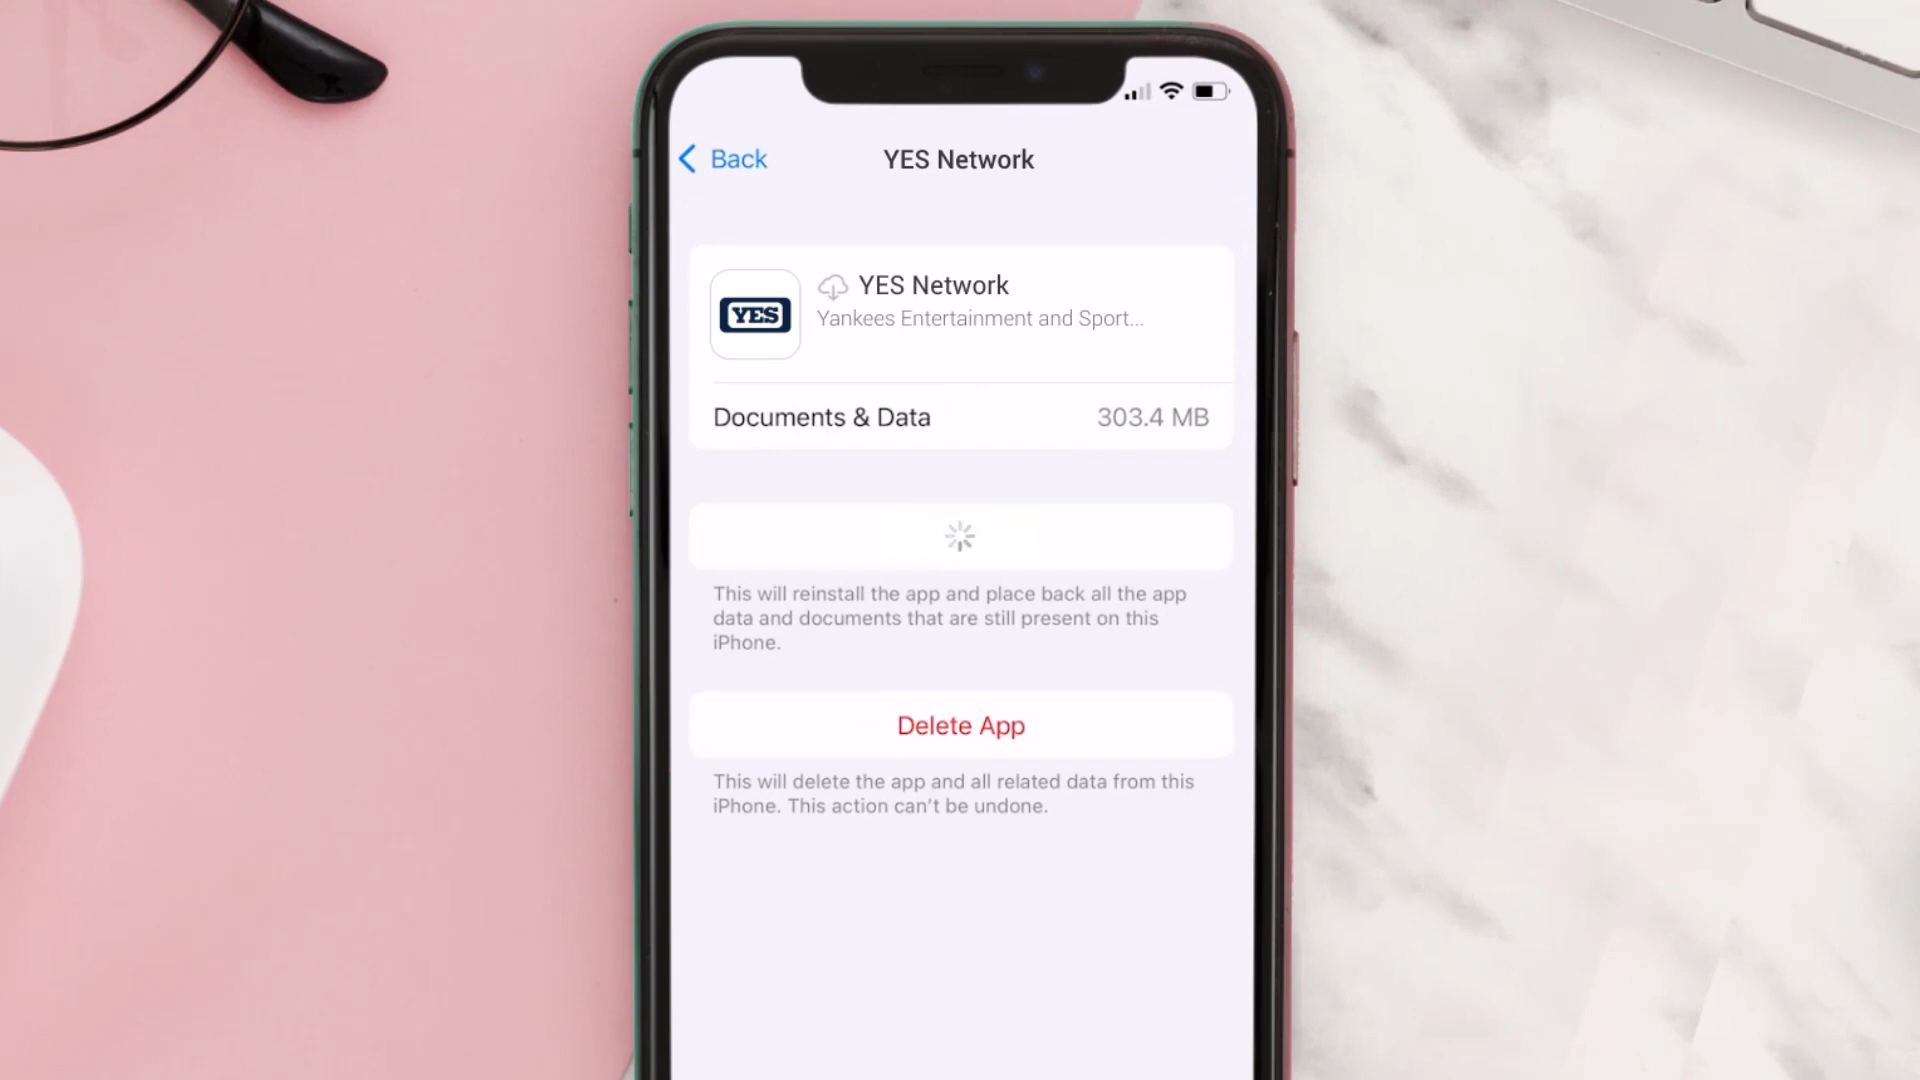 Back
YES Network
YES
YES Network
Yankees Entertainment and Sport...
Documents & Data
303.4 MB
This will reinstall the app and place back all the app
data and documents that are still present on this
iPhone.
Delete App
This will delete the app and all related data from this
iPhone. This action can't be undone.